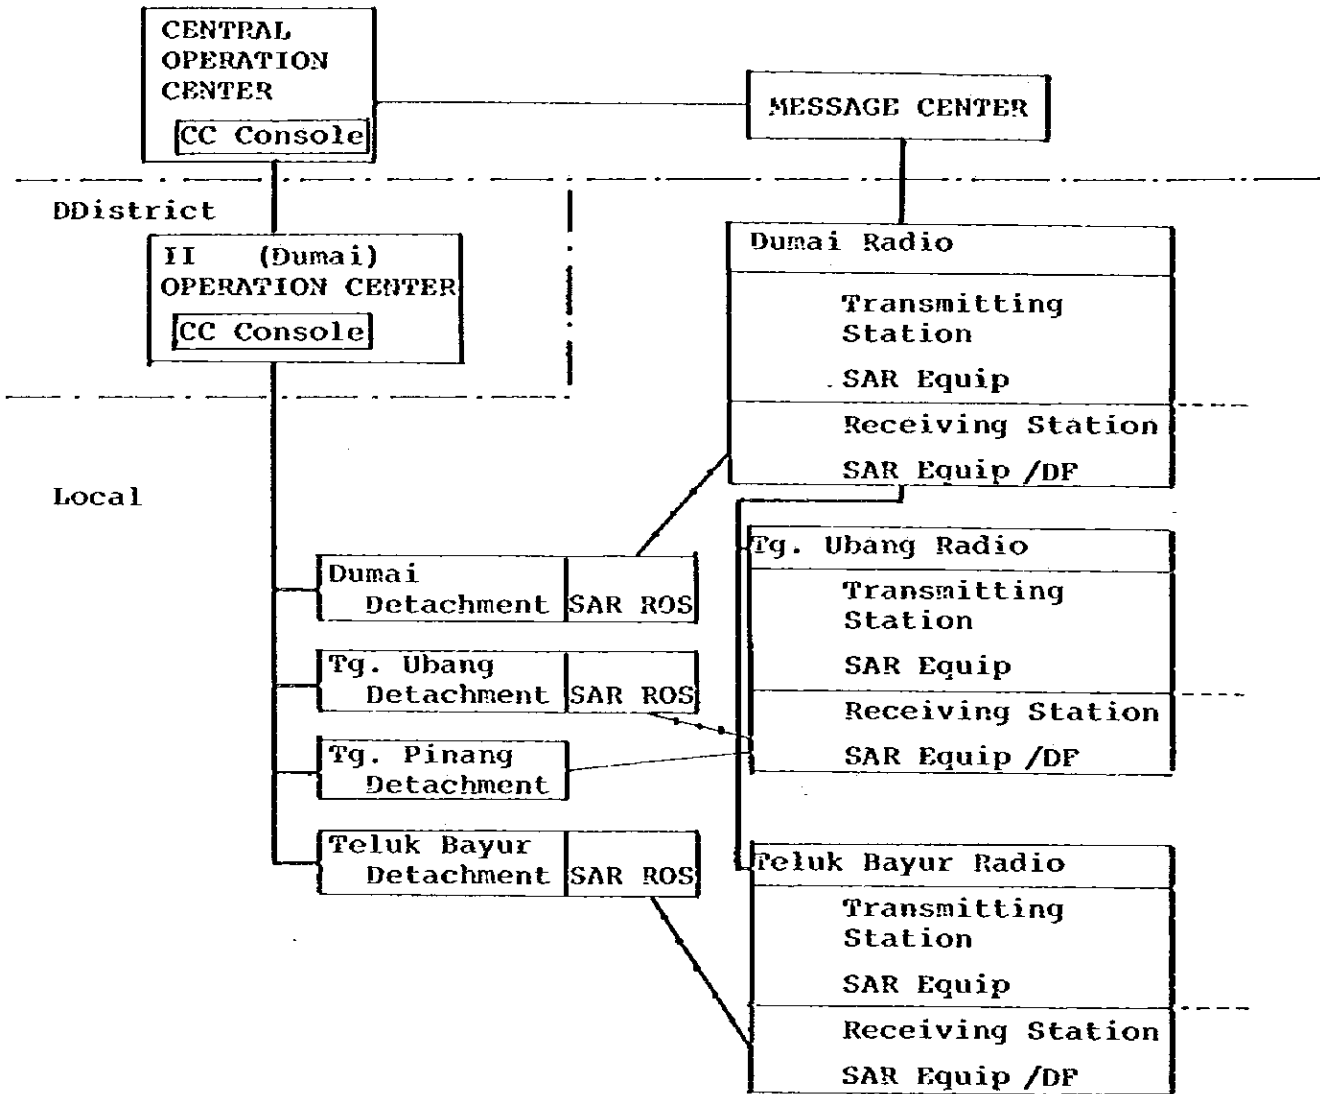 CENTRAL
OPERATION
CENTER
CC Console
MESSAGE CENTER
DDistrict
II (Dumai)
OPERATION CENTER
CC Console
Local
Dumai Radio
Transmitting
Station
SAR Equip
Receiving Station
SAR Equip /DF
Dumai
Detachment SAR ROS
Tg. Ubang
Detachment SAR ROS
Tg. Pinang
Detachment
Teluk Bayur
Detachment SAR ROS
Tg. Ubang Radio
Transmitting
Station
SAR Equip
Receiving Station
SAR Equip /DF
Teluk Bayur Radio
Transmitting
Station
SAR Equip
Receiving Station
SAR Equip /DF